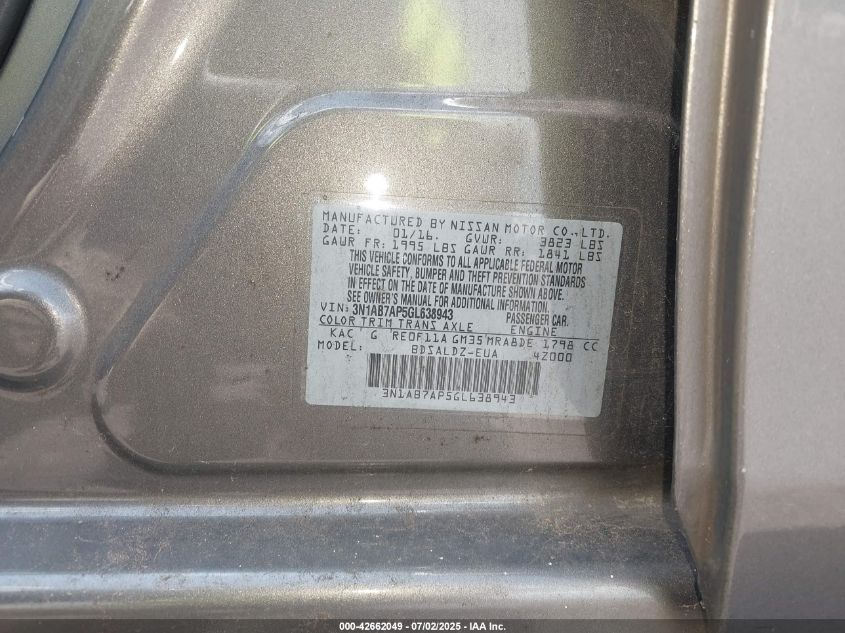 MANUFACTURED BY NISSAN MOTOR CO.,LTD.
DATE: 01/16. GVWR: 3823 LBS
GAWR FR: 1995 LBS GAWR RR: 1841 LBS
THIS VEHICLE CONFORMS TO ALL APPLICABLE FEDERAL MOTOR
VEHICLE SAFETY, BUMPER AND THEFT PREVENTION STANDARDS
IN EFFECT ON THE DATE OF MANUFACTURE SHOWN ABOVE.
SEE OWNER'S MANUAL FOR ADDITIONAL INFORMATION.
VIN: 3N1AB7AP5GL638943 PASSENGER CAR.
COLOR TRIM TRANS AXLE ENGINE
KAC G RE0F11A GM35 MRA8DE 1798 CC
MODEL: BDSALDZ-EUA 42000
3N1AB7AP5GL638943
000-42662049 - 07/02/2025 - IAA Inc.